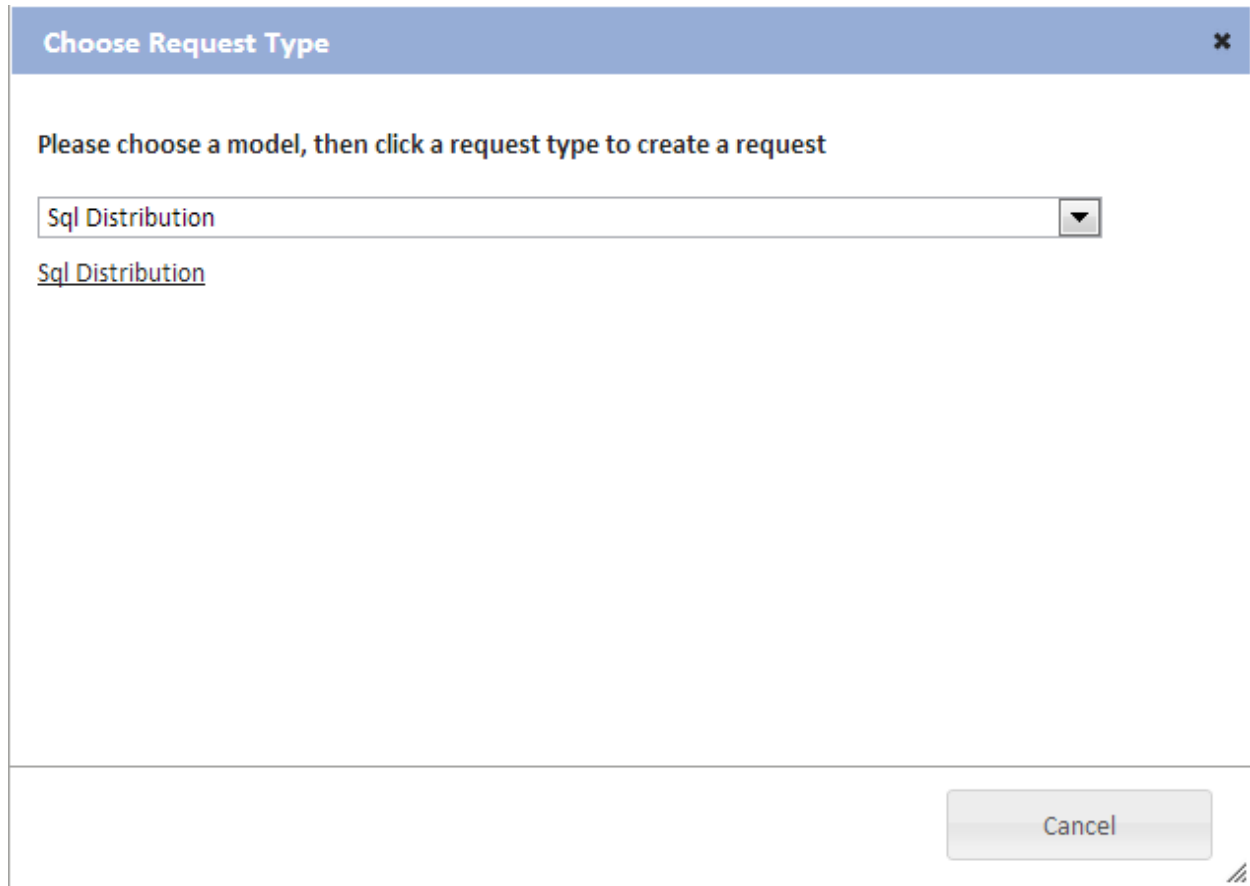 Choose Request Type
Please choose a model, then click a request type to create a request
Sql Distribution
Sql Distribution
Cancel